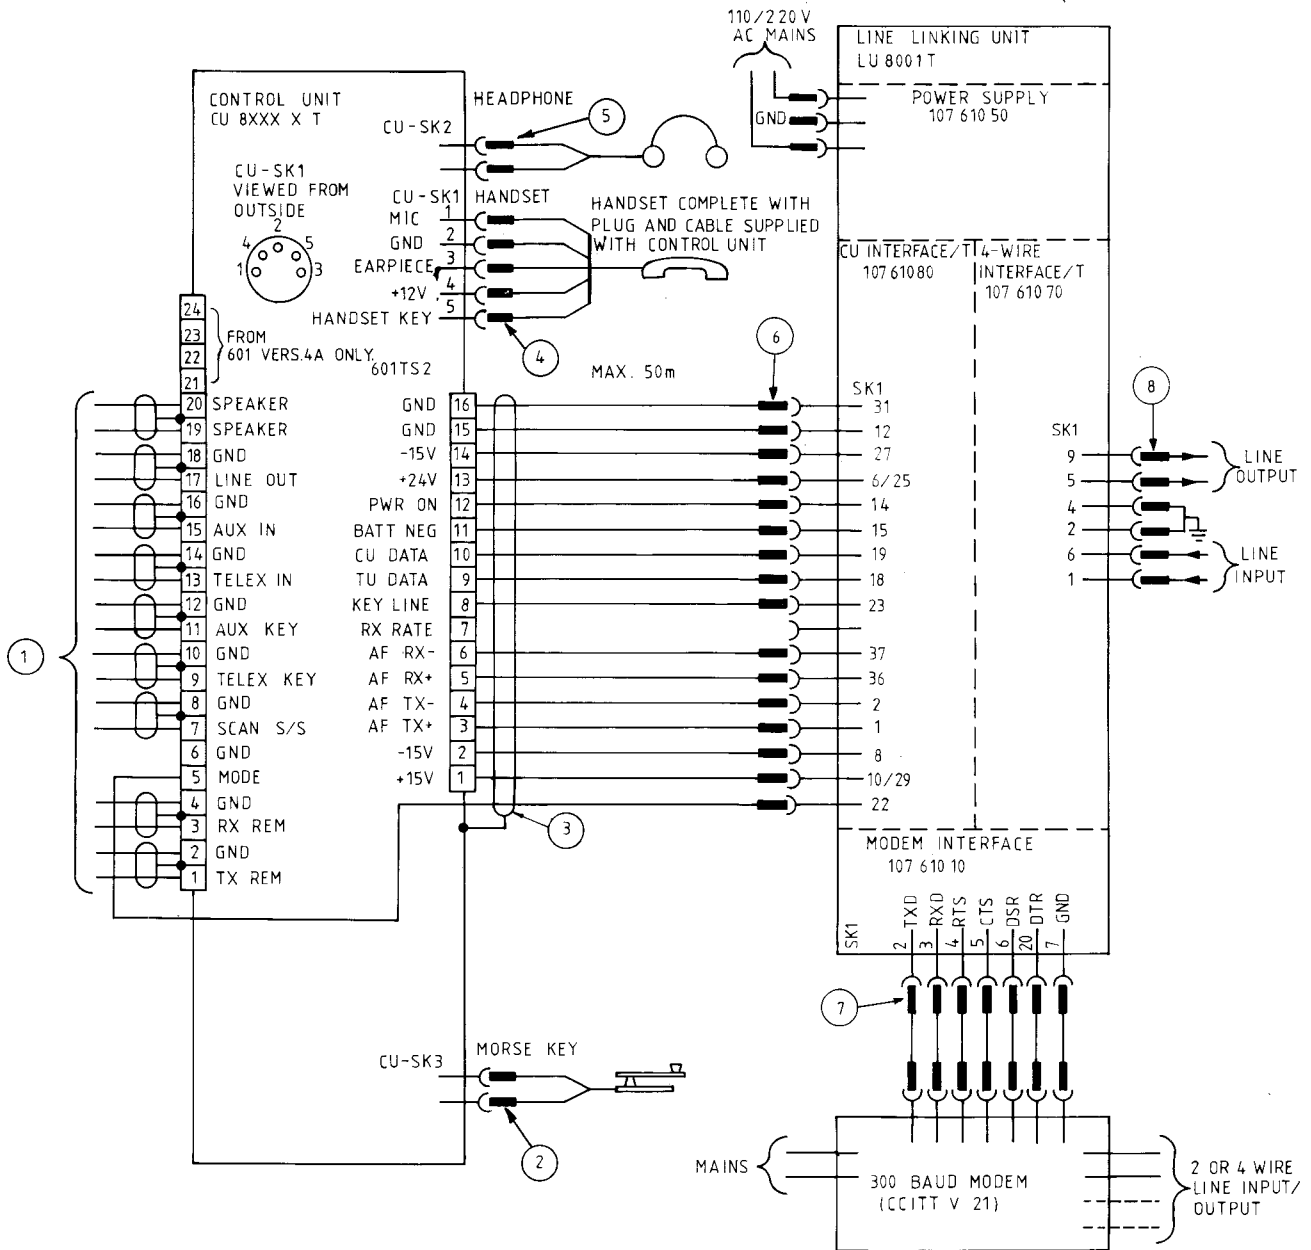 110/220 V
AC MAINS
LINE LINKING UNIT
LU 8001 T
POWER SUPPLY
107 610 50
GND
CONTROL UNIT
CU 8XXX X T
HEADPHONE
CU-SK2
5
CU-SK1
VIEWED FROM
OUTSIDE
2
4 5
1 3
CU-SK1 HANDSET
MIC 1
GND 2
EARPIECE 3
+12V 4
HANDSET KEY 5
HANDSET COMPLETE WITH
PLUG AND CABLE SUPPLIED
WITH CONTROL UNIT
4
CU INTERFACE/T
107 610 80
4-WIRE
INTERFACE/T
107 610 70
24
23
22
21
FROM
601 VERS.4A ONLY
601TS2
MAX. 50m
6
8
1
20 SPEAKER
19 SPEAKER
18 GND
17 LINE OUT
16 GND
15 AUX IN
14 GND
13 TELEX IN
12 GND
11 AUX KEY
10 GND
9 TELEX KEY
8 GND
7 SCAN S/S
6 GND
5 MODE
4 GND
3 RX REM
2 GND
1 TX REM
GND 16
GND 15
-15V 14
+24V 13
PWR ON 12
BATT NEG 11
CU DATA 10
TU DATA 9
KEY LINE 8
RX RATE 7
AF RX- 6
AF RX+ 5
AF TX- 4
AF TX+ 3
-15V 2
+15V 1
3
SK1
31
12
27
6/25
14
15
19
18
23
37
36
2
1
8
10/29
22
SK1
9
5
4
2
6
1
LINE
OUTPUT
LINE
INPUT
MODEM INTERFACE
107 610 10
SK1
2 TXD
3 RXD
4 RTS
5 CTS
6 DSR
20 DTR
7 GND
7
CU-SK3
MORSE KEY
2
MAINS
300 BAUD MODEM
(CCITT V 21)
2 OR 4 WIRE
LINE INPUT/
OUTPUT